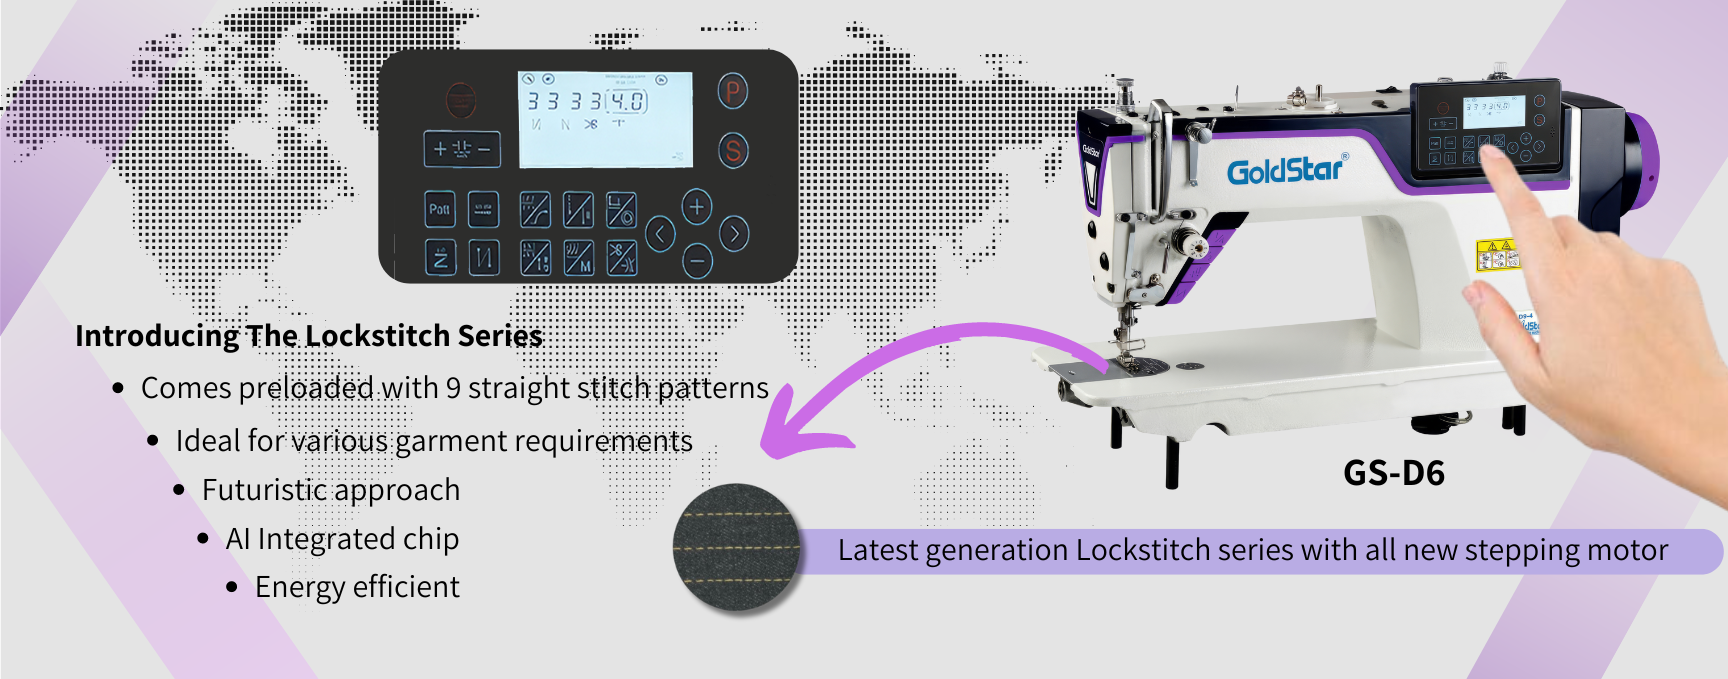 3 3 3 3 4.0
P
+ -
S
Patt
+
< >
M
-
GoldStar®
GoldStar
Introducing The Lockstitch Series
• Comes preloaded with 9 straight stitch patterns
• Ideal for various garment requirements
• Futuristic approach
• AI Integrated chip
• Energy efficient
GS-D6
Latest generation Lockstitch series with all new stepping motor